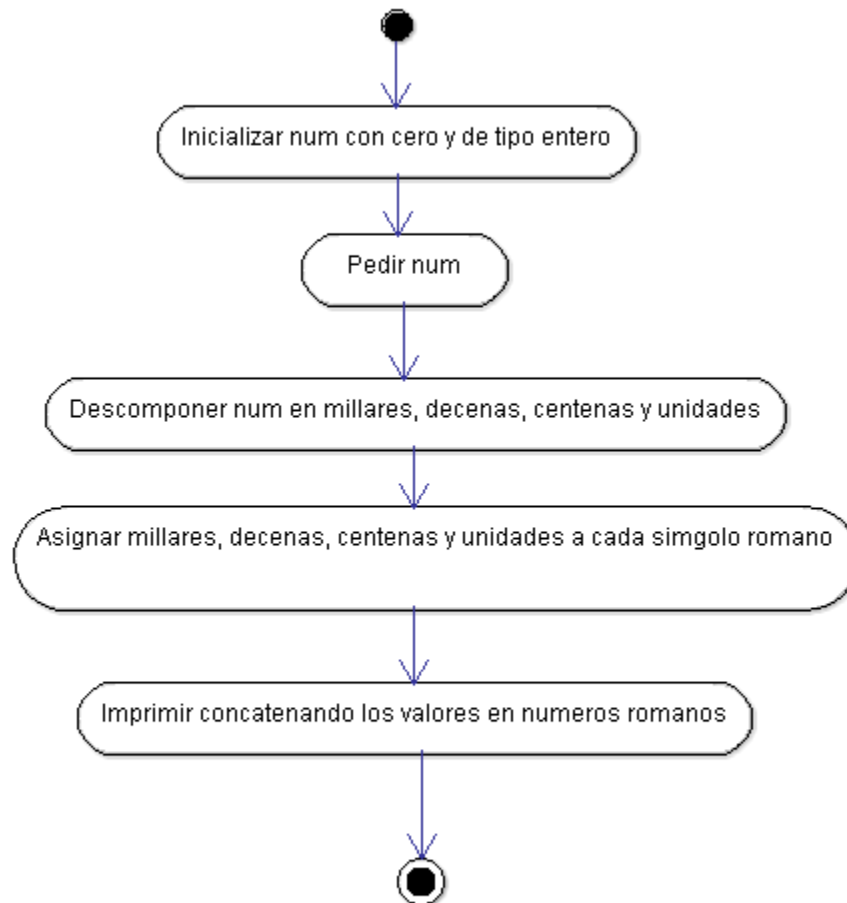 Inicializar num con cero y de tipo entero
Pedir num
Descomponer num en millares, decenas, centenas y unidades
Asignar millares, decenas, centenas y unidades a cada simgolo romano
Imprimir concatenando los valores en numeros romanos